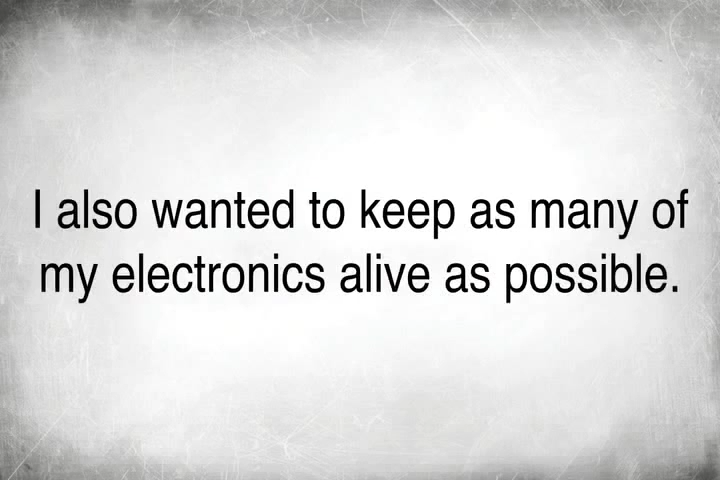 I also wanted to keep as many of
my electronics alive as possible.